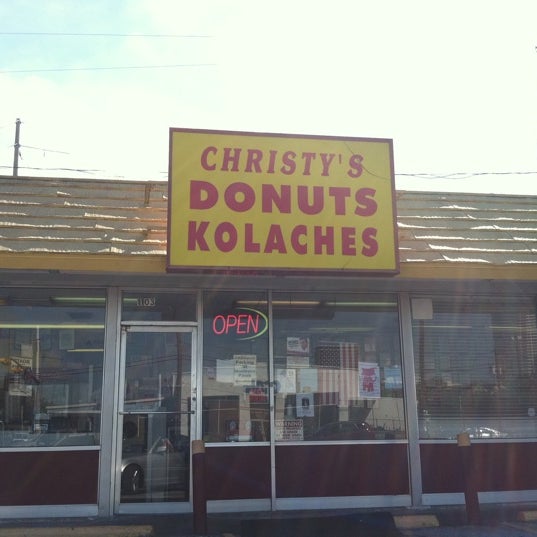 CHRISTY'S
DONUTS
KOLACHES
103
OPEN
WARNING